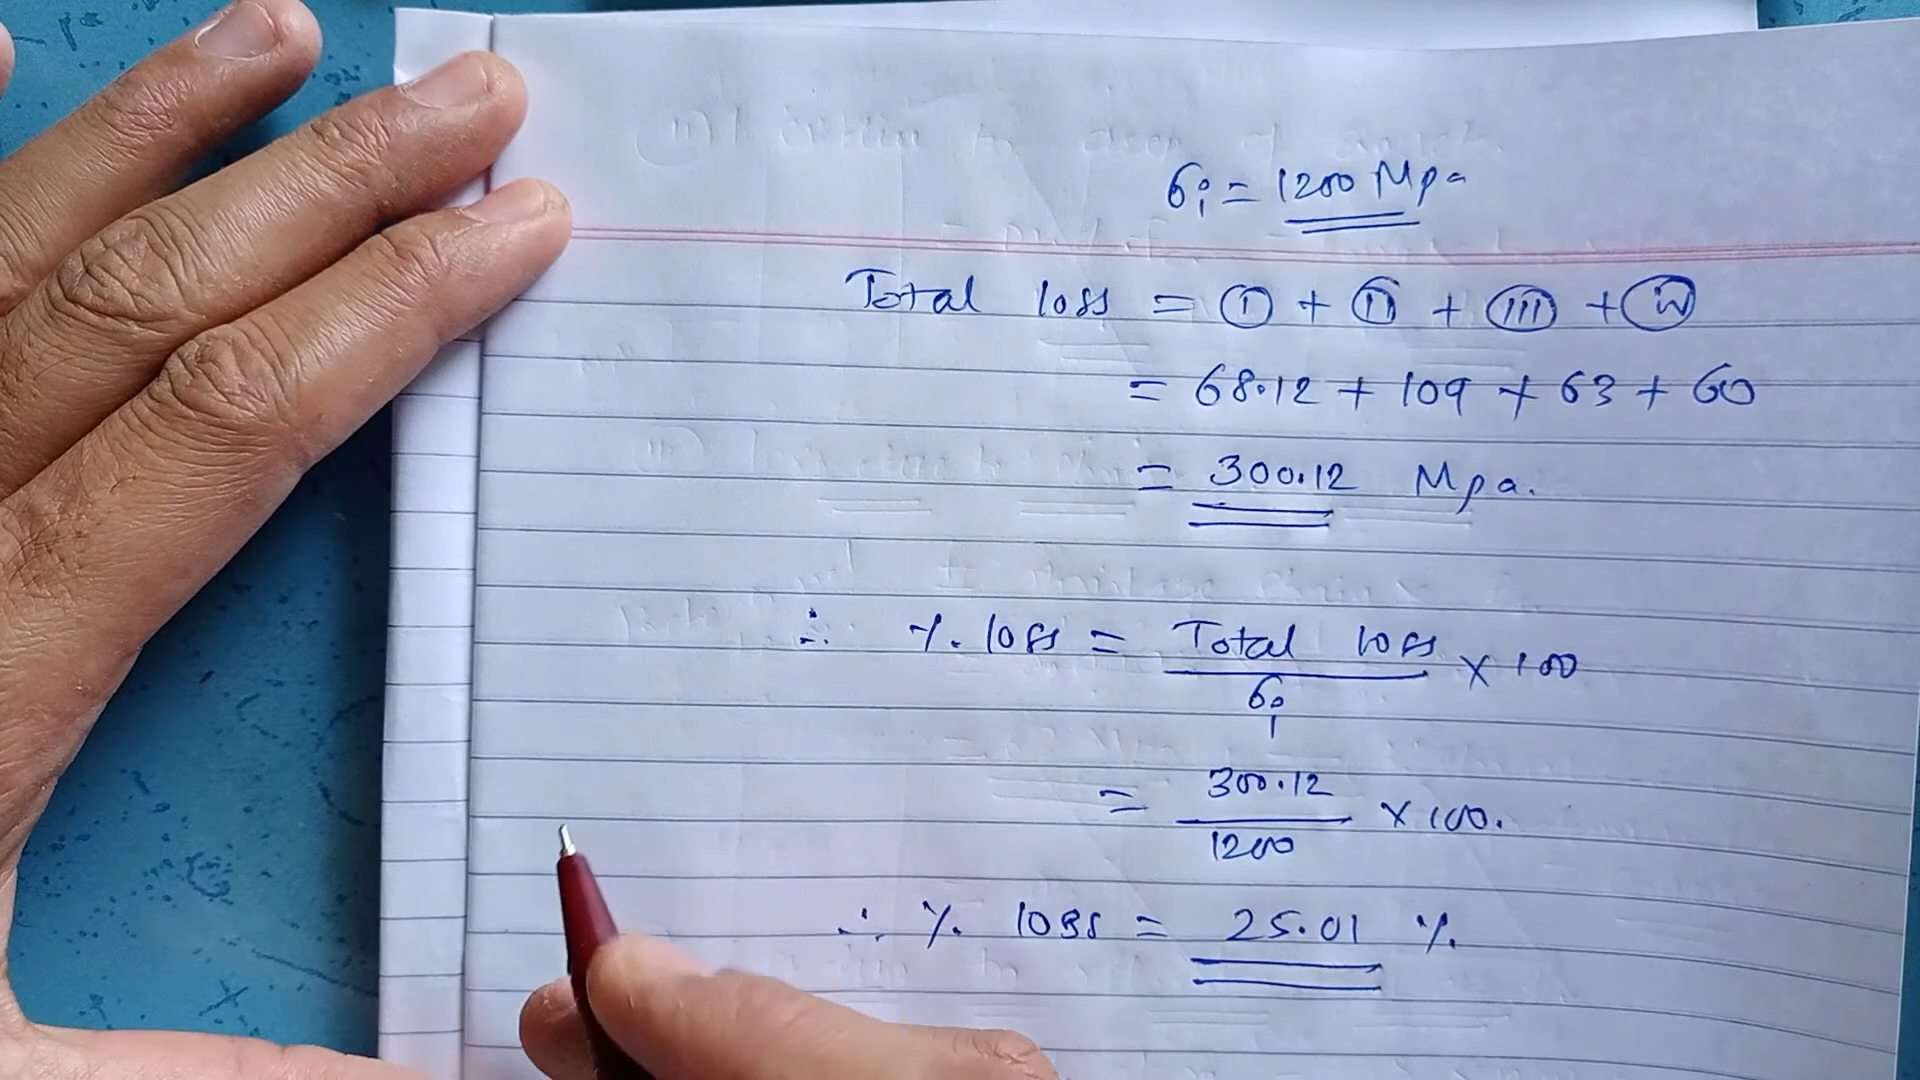 σi = 1200 Mpa
Total loss = Ⓘ + Ⓘⓘ + ⒾⒾⒾ + ⓘⓥ
= 68.12 + 109 + 63 + 60
= 300.12 Mpa.
∴ % loss = Total loss / σi × 100
= 300.12 / 1200 × 100.
∴ % loss = 25.01 %